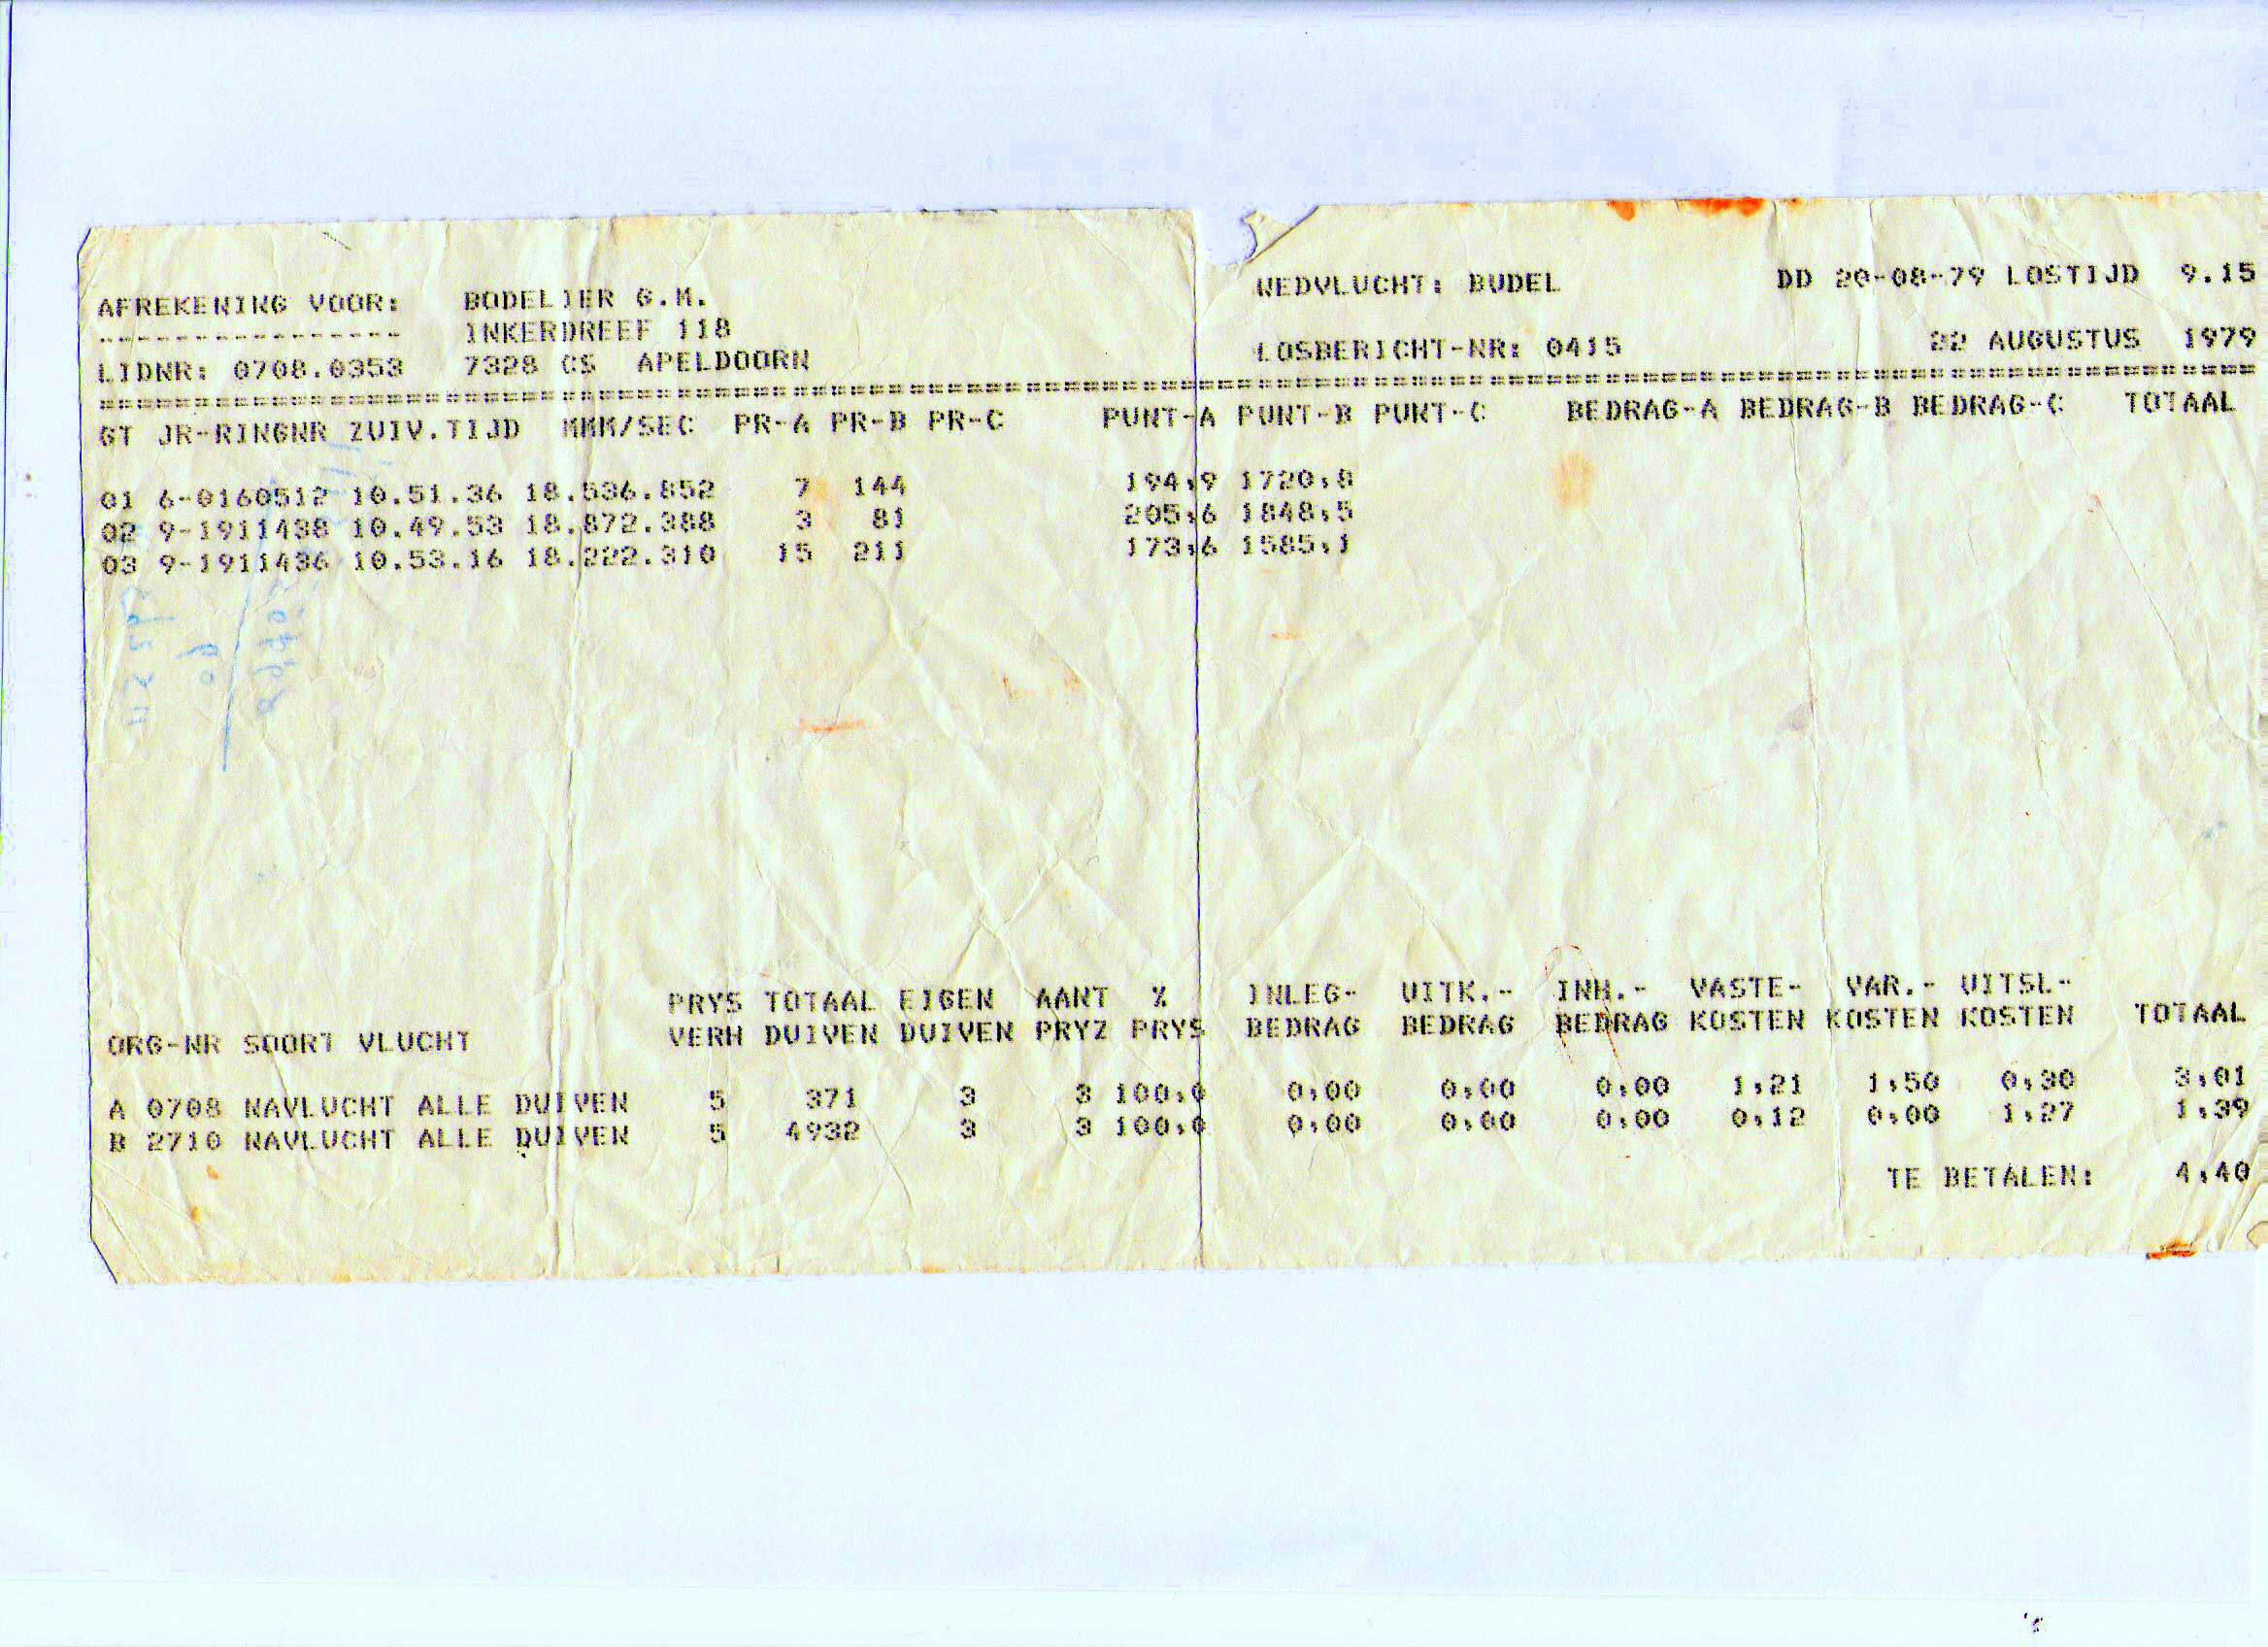 AFREKENING VOOR: BODELIER G.M. WEDVLUCHT: BUDEL DD 20-08-79 LOSTIJD 9.15
--------------- INKERDREEF 118
LIDNR: 0708.0353 7328 CS APELDOORN LOSBERICHT-NR: 0415 22 AUGUSTUS 1979
GT JR-RINGNR ZUIV.TIJD MMM/SEC PR-A PR-B PR-C PUNT-A PUNT-B PUNT-C BEDRAG-A BEDRAG-B BEDRAG-C TOTAAL
01 6-0160512 10.51.36 18.536.852 7 144 194,9 1720,8
02 9-1911438 10.49.53 18.872.388 3 81 205,6 1848,5
03 9-1911436 10.53.16 18.222.310 15 211 173,6 1585,1
PRYS TOTAAL EIGEN AANT % INLEG- UITK.- INH.- VASTE- VAR.- UITSL-
ORG-NR SOORT VLUCHT VERH DUIVEN DUIVEN PRYZ PRYS BEDRAG BEDRAG BEDRAG KOSTEN KOSTEN KOSTEN TOTAAL
A 0708 NAVLUCHT ALLE DUIVEN 5 371 3 3 100,0 0,00 0,00 0,00 1,21 1,50 0,30 3,01
B 2710 NAVLUCHT ALLE DUIVEN 5 4932 3 3 100,0 0,00 0,00 0,00 0,12 0,00 1,27 1,39
TE BETALEN: 4,40